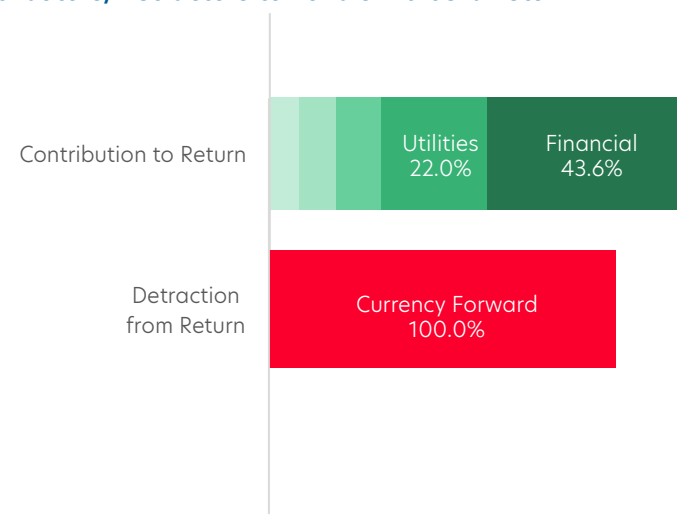 Contribution to Return
Utilities
22.0%
Financial
43.6%
Detraction
from Return
Currency Forward
100.0%